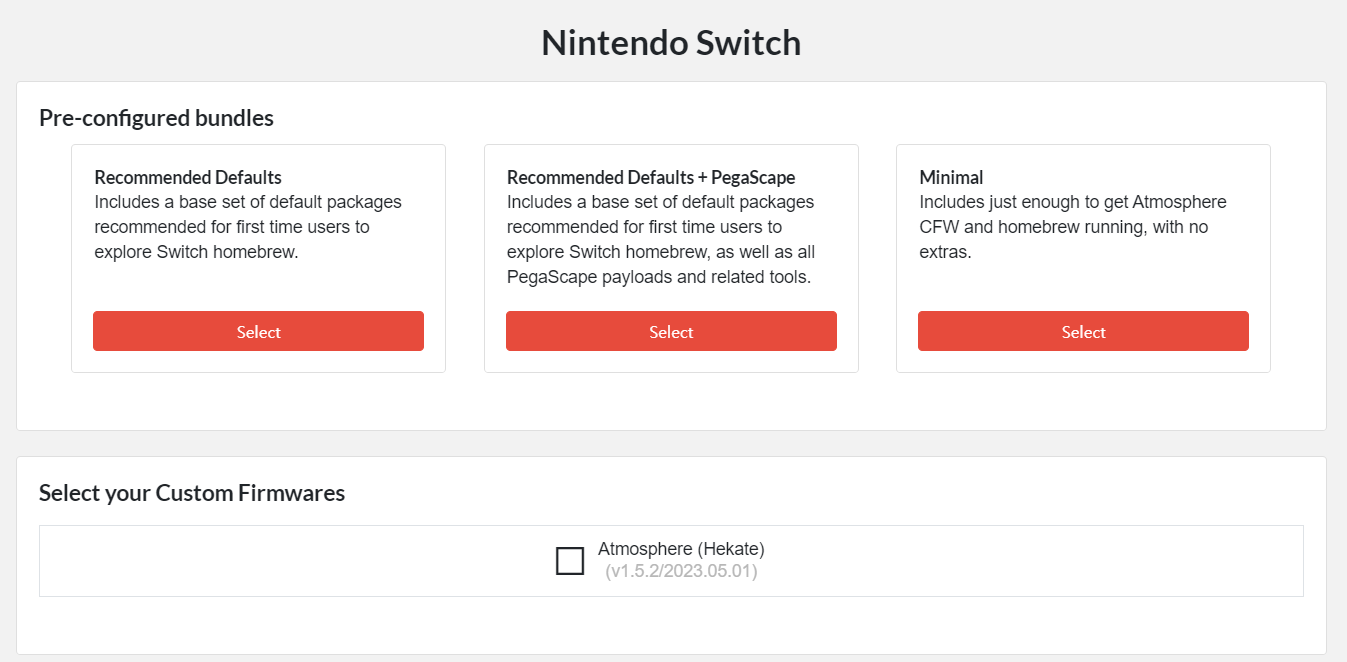 Nintendo Switch
Pre-configured bundles
Recommended Defaults
Includes a base set of default packages
recommended for first time users to
explore Switch homebrew.
Select
Recommended Defaults + PegaScape
Includes a base set of default packages
recommended for first time users to
explore Switch homebrew, as well as all
PegaScape payloads and related tools.
Select
Minimal
Includes just enough to get Atmosphere
CFW and homebrew running, with no
extras.
Select
Select your Custom Firmwares
Atmosphere (Hekate)
(v1.5.2/2023.05.01)